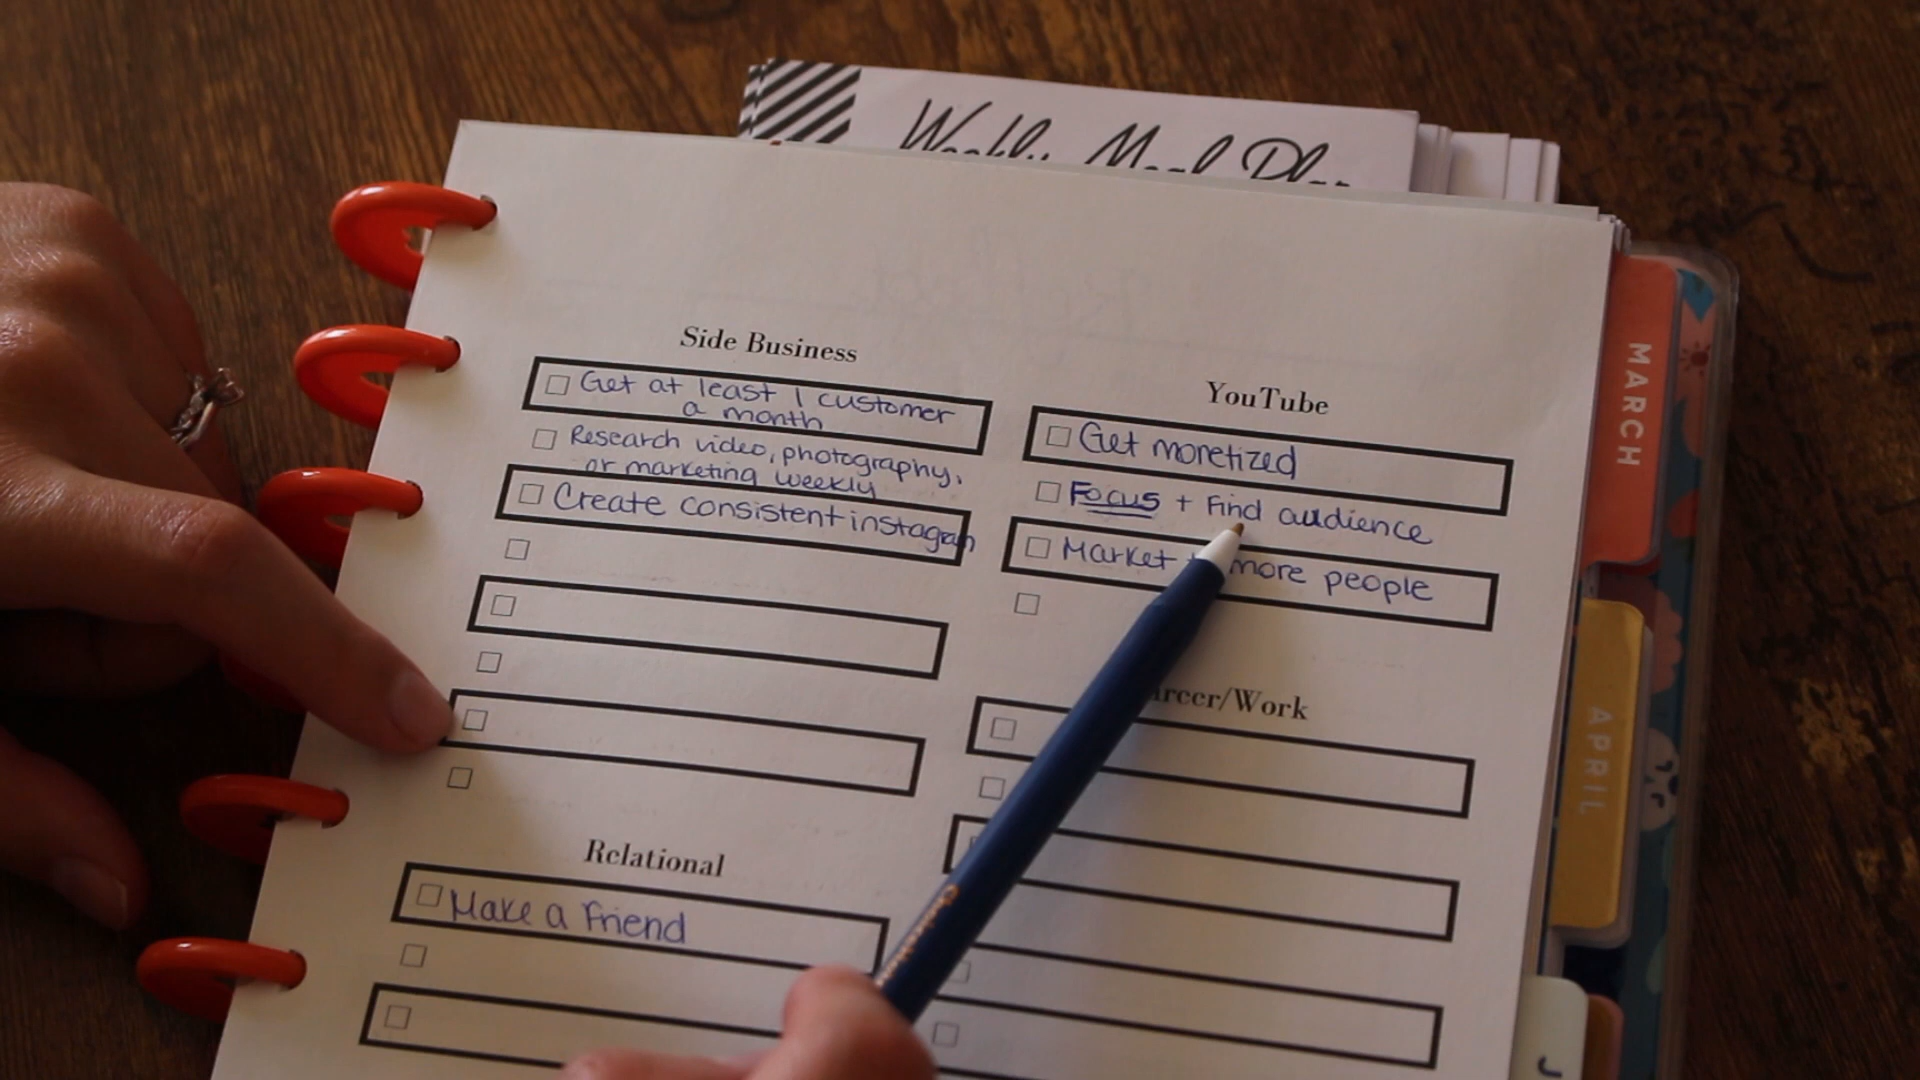 Weekly Meal Plan
Side Business
Get at least 1 customer
a month
Research video, photography,
or marketing weekly
Create consistent instagram
YouTube
Get monetized
Focus + Find audience
Market more people
Career/Work
Relational
Make a friend
MARCH
APRIL
J